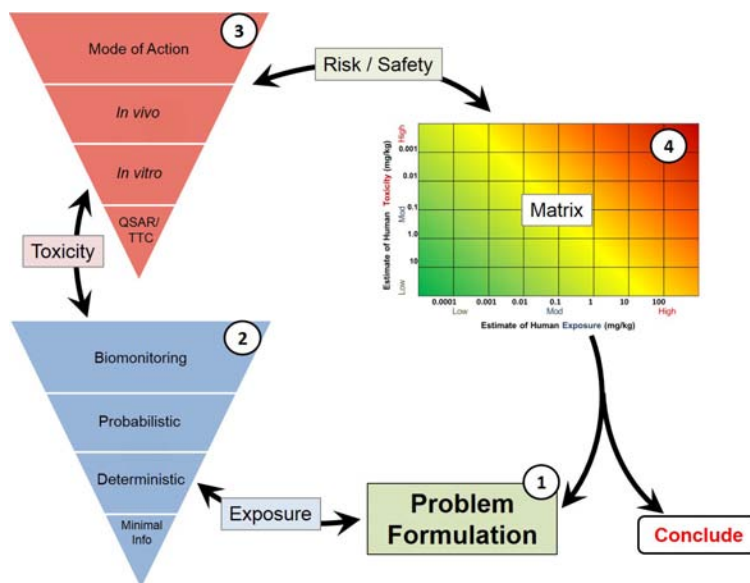 3
Mode of Action
In vivo
In vitro
QSAR/
TTC
Toxicity
Risk / Safety
4
Matrix
Estimate of Human Toxicity (mg/kg)
High
Mod
Low
0.001
0.01
0.1
1.0
10
0.0001 0.001 0.01 0.1 1 10 100
Low Mod High
Estimate of Human Exposure (mg/kg)
2
Biomonitoring
Probabilistic
Deterministic
Minimal
Info
Exposure
1
Problem
Formulation
Conclude